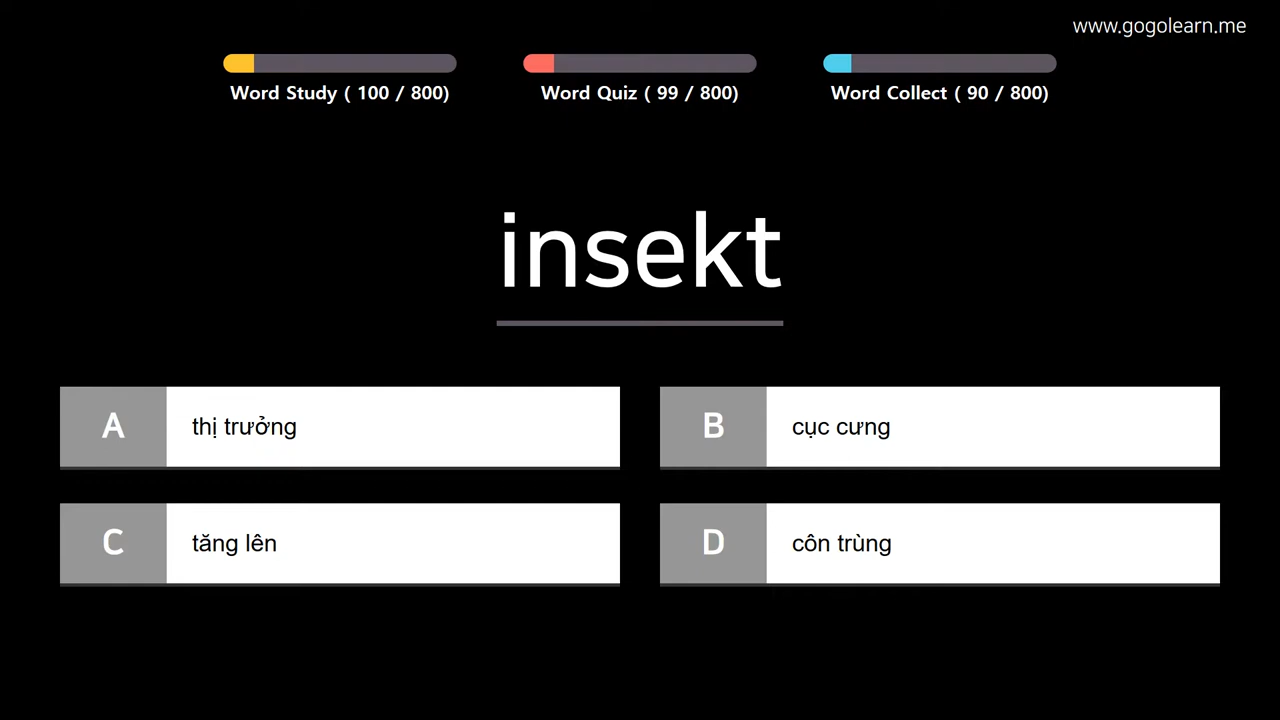 www.gogolearn.me
Word Study ( 100 / 800)
Word Quiz ( 99 / 800)
Word Collect ( 90 / 800)
insekt
A thị trưởng
B cục cưng
C tăng lên
D côn trùng